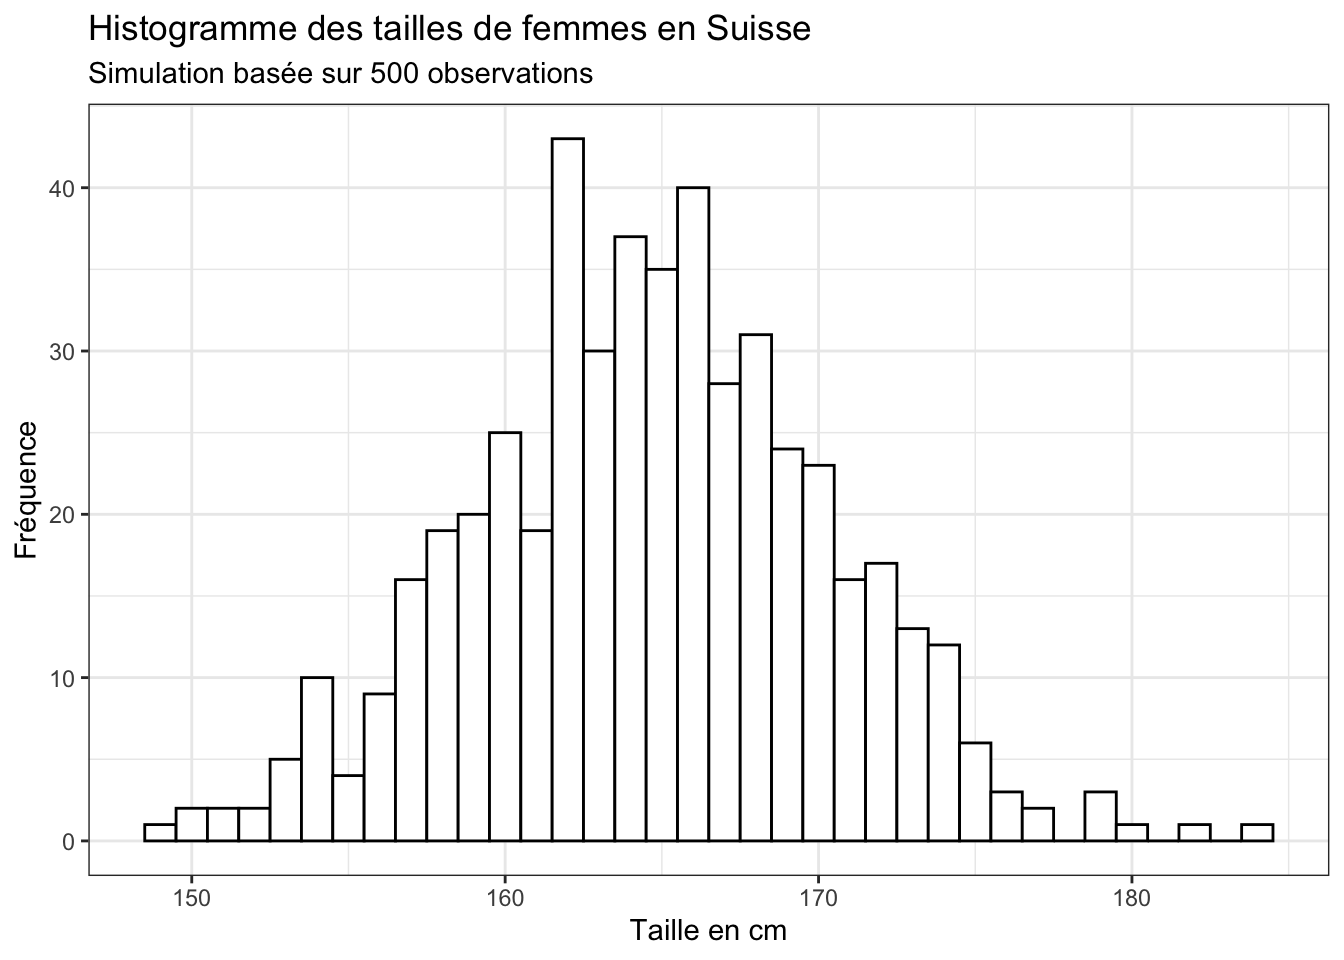 Histogramme des tailles de femmes en Suisse
Simulation basée sur 500 observations
Fréquence
40
30
20
10
0
150 160 170 180
Taille en cm